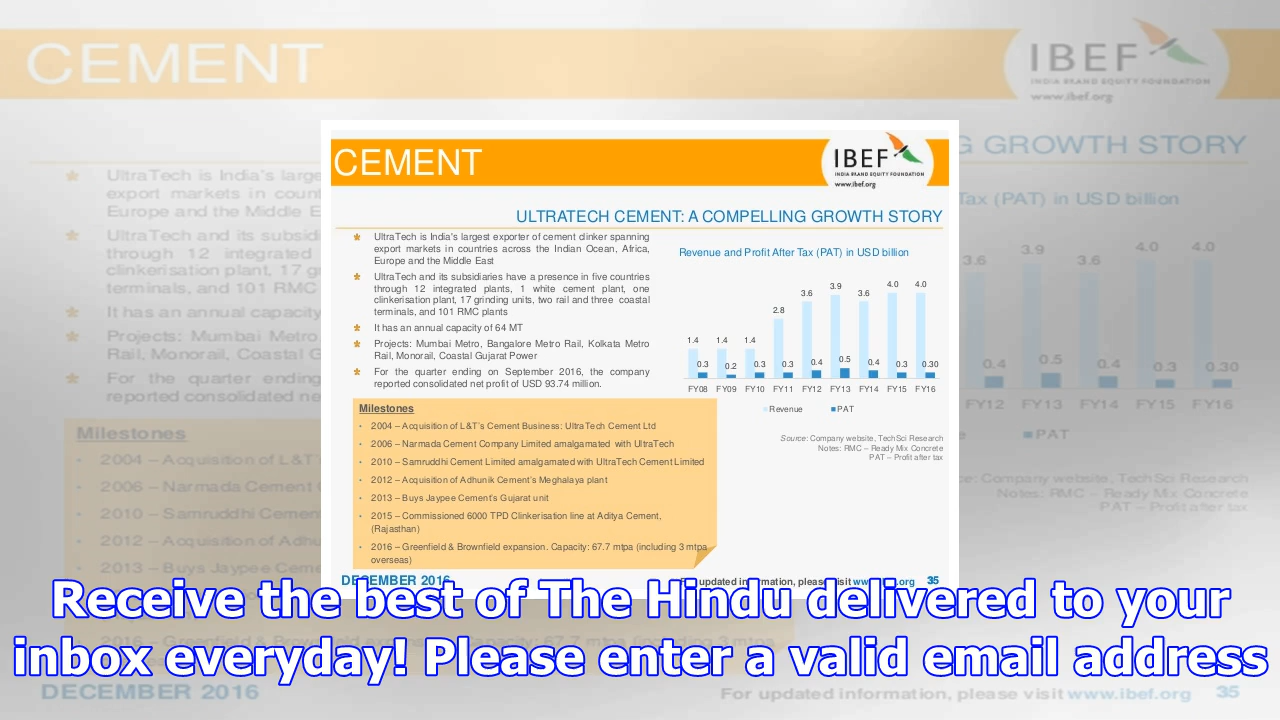 CEMENT
IBEF
INDIA BRAND EQUITY FOUNDATION
www.ibef.org
ULTRATECH CEMENT: A COMPELLING GROWTH STORY
UltraTech is India's largest exporter of cement clinker spanning
export markets in countries across the Indian Ocean, Africa,
Europe and the Middle East
UltraTech and its subsidiaries have a presence in five countries
through 12 integrated plants, 1 white cement plant, one
clinkerisation plant, 17 grinding units, two rail and three coastal
terminals, and 101 RMC plants
It has an annual capacity of 64 MT
Projects: Mumbai Metro, Bangalore Metro Rail, Kolkata Metro
Rail, Monorail, Coastal Gujarat Power
For the quarter ending on September 2016, the company
reported consolidated net profit of USD 93.74 million.
Revenue and Profit After Tax (PAT) in USD billion
1.4 1.4 1.4 2.8 3.6 3.9 3.6 4.0 4.0
0.3 0.2 0.3 0.3 0.4 0.5 0.4 0.3 0.30
FY08 FY09 FY10 FY11 FY12 FY13 FY14 FY15 FY16
Revenue PAT
Source: Company website, TechSci Research
Notes: RMC – Ready Mix Concrete
PAT – Profit after tax
Milestones
• 2004 – Acquisition of L&T's Cement Business: UltraTech Cement Ltd
• 2006 – Narmada Cement Company Limited amalgamated with UltraTech
• 2010 – Samruddhi Cement Limited amalgamated with UltraTech Cement Limited
• 2012 – Acquisition of Adhunik Cement's Meghalaya plant
• 2013 – Buys Jaypee Cement's Gujarat unit
• 2015 – Commissioned 6000 TPD Clinkerisation line at Aditya Cement,
(Rajasthan)
• 2016 – Greenfield & Brownfield expansion. Capacity: 67.7 mtpa (including 3 mtpa
overseas)
DECEMBER 2016
For updated information, please visit www.ibef.org 35
Receive the best of The Hindu delivered to your
inbox everyday! Please enter a valid email address